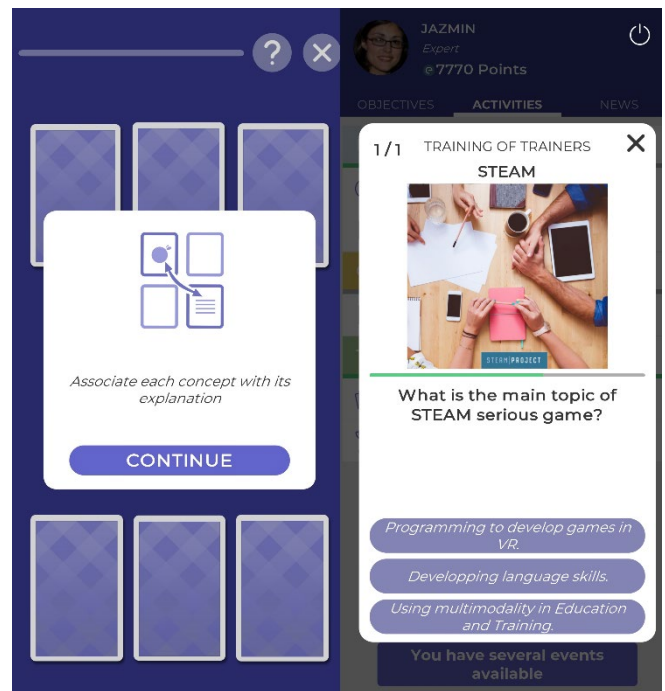 ?
Associate each concept with its
explanation
CONTINUE
JAZMIN
Expert
7770 Points
OBJECTIVES ACTIVITIES NEWS
1/1 TRAINING OF TRAINERS
STEAM
STEAM|PROJECT
What is the main topic of
STEAM serious game?
Programming to develop games in
VR.
Developping language skills.
Using multimodality in Education
and Training.
You have several events
available